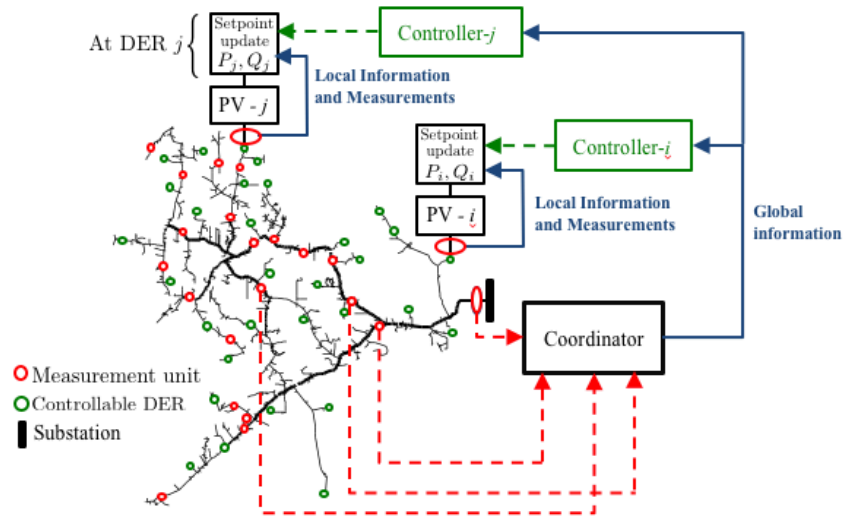 At DER j
Setpoint
update
P_j, Q_j
Controller-j
Local Information
and Measurements
PV - j
Setpoint
update
P_i, Q_i
Controller-i
Local Information
and Measurements
PV - i
Global
information
Coordinator
Measurement unit
Controllable DER
Substation